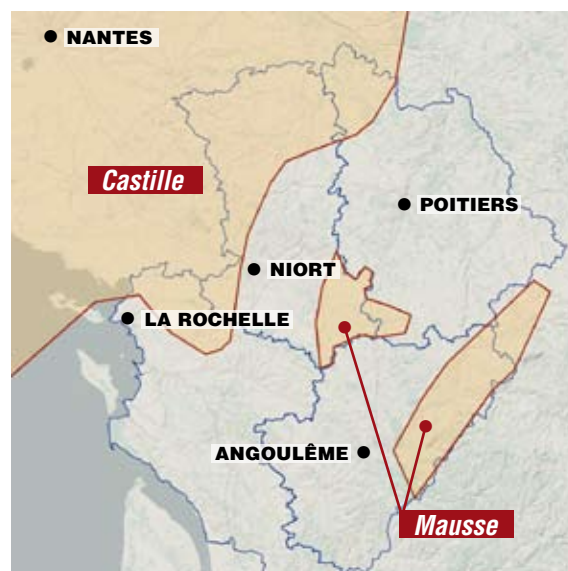 NANTES
Castille
POITIERS
NIORT
LA ROCHELLE
ANGOULÊME
Mausse